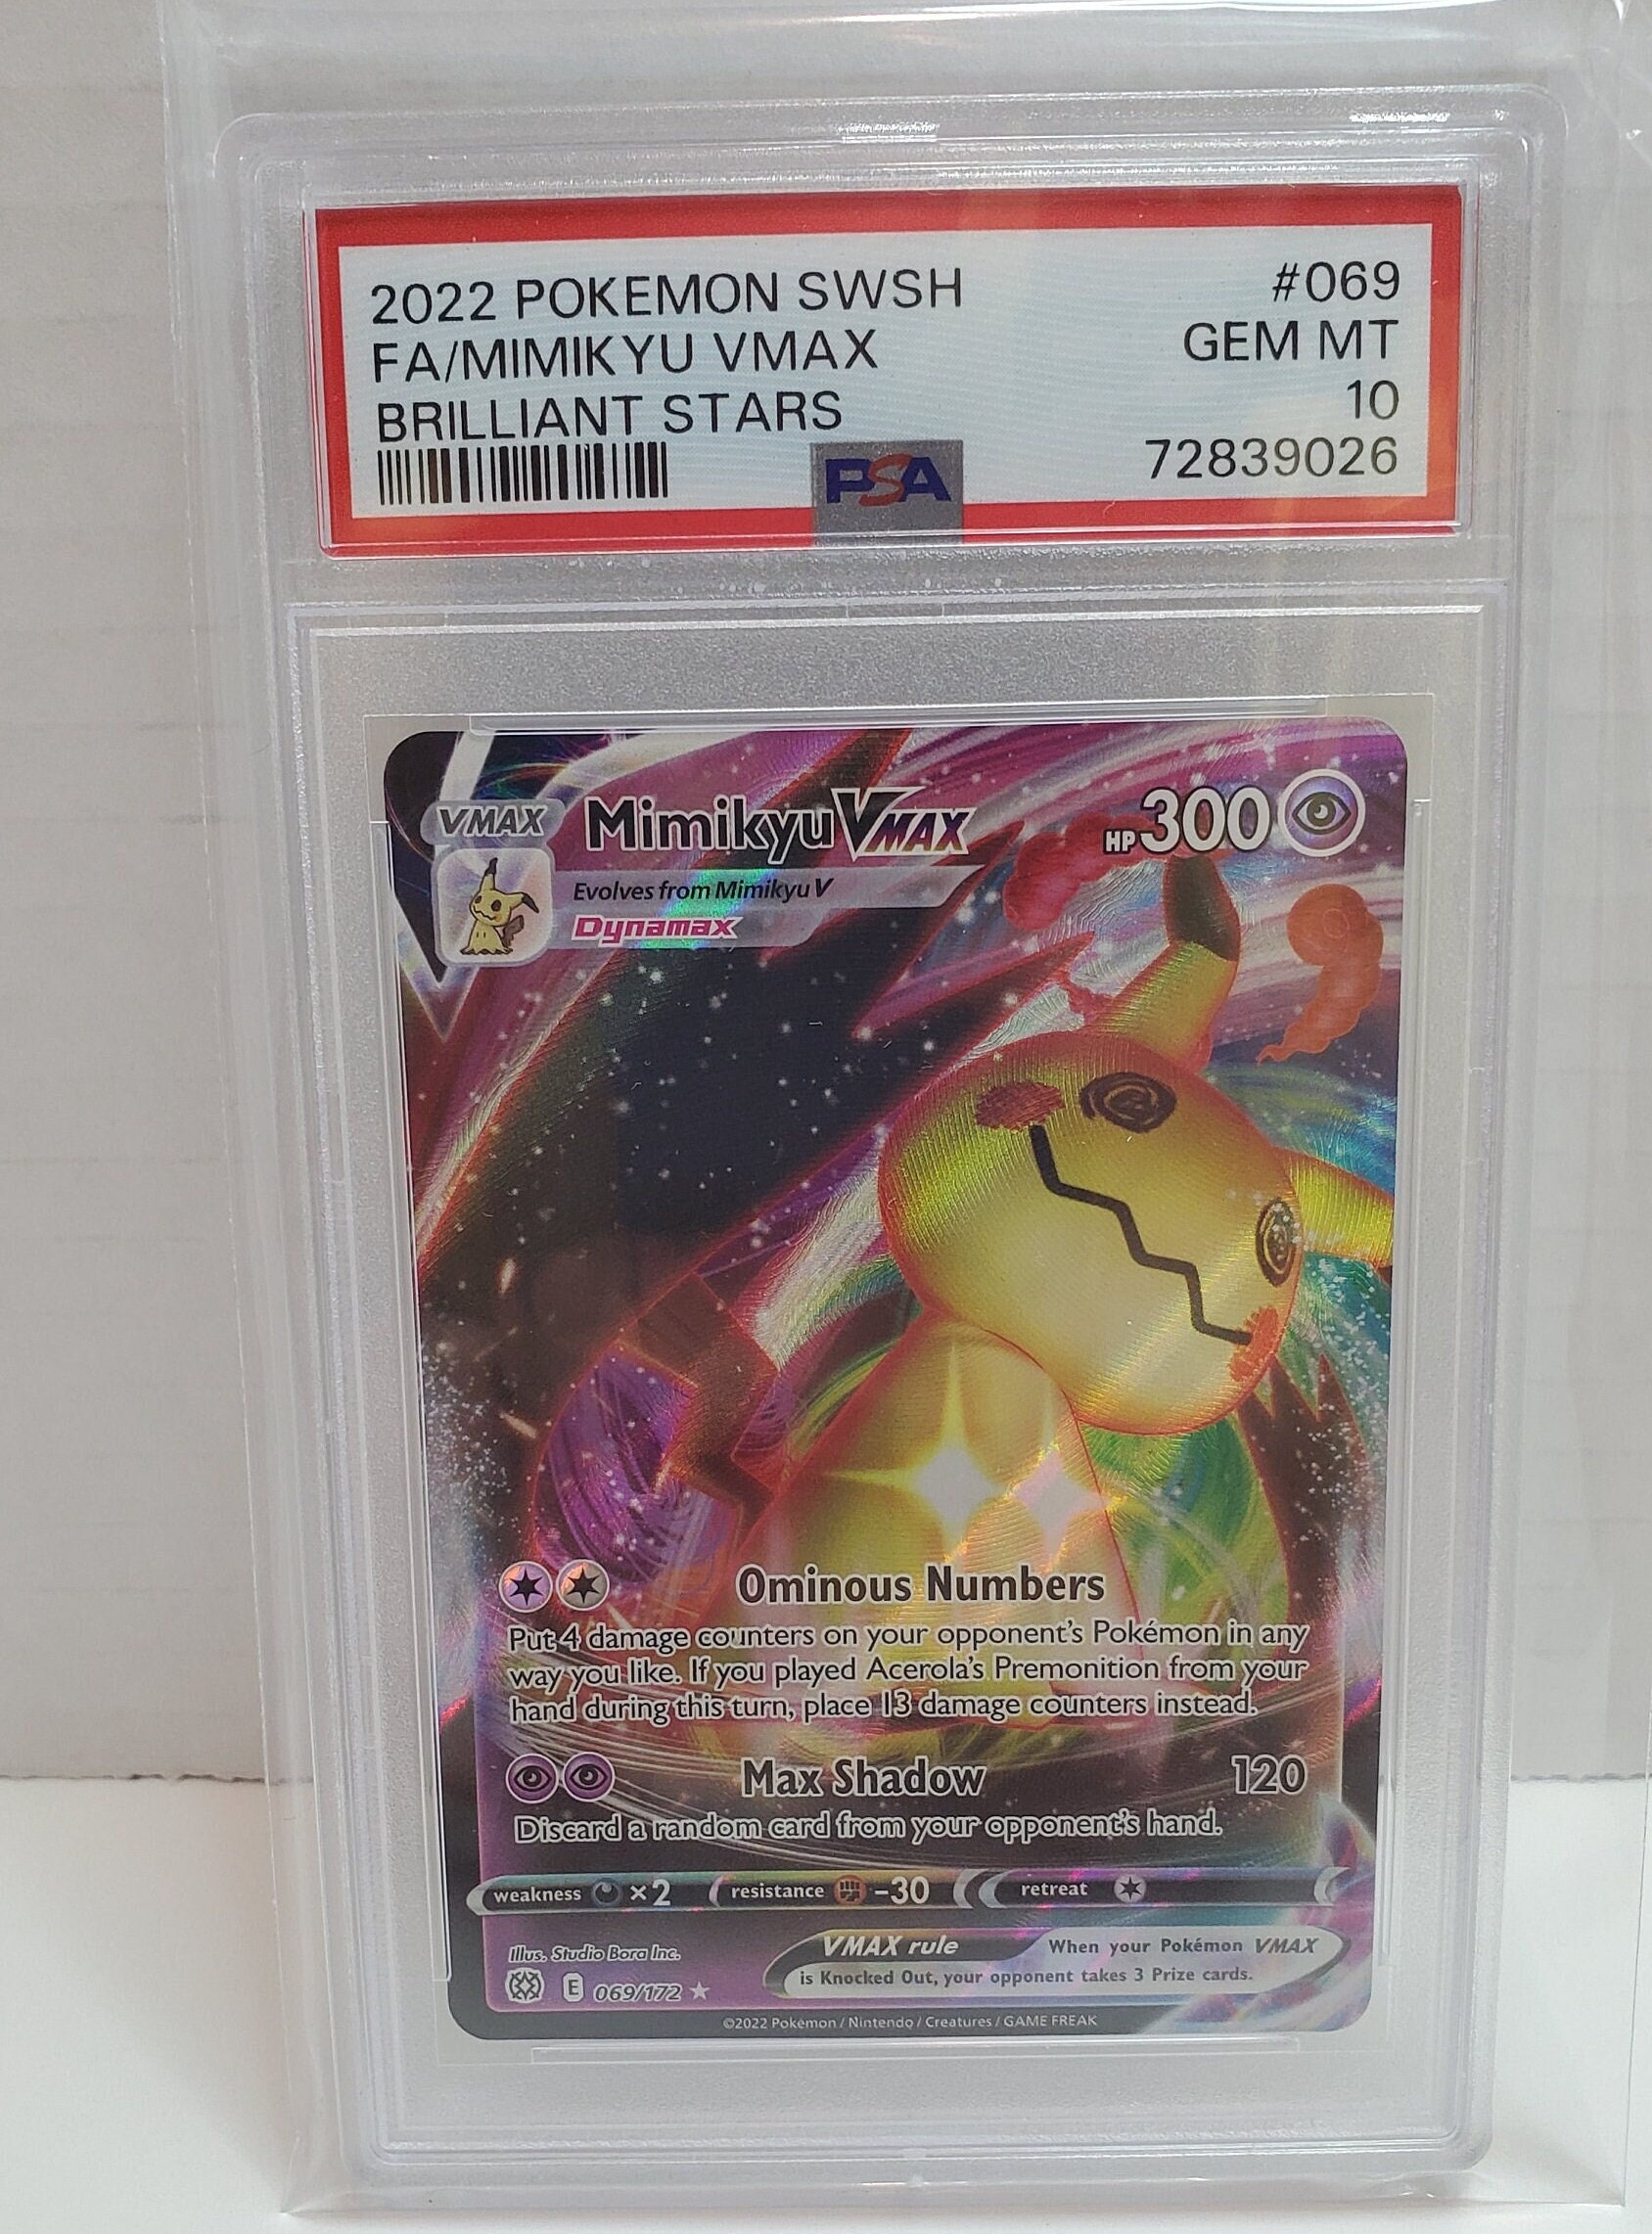 2022 POKEMON SWSH #069
FA/MIMIKYU VMAX GEM MT
BRILLIANT STARS 10
PSA 72839026
VMAX MimikyuVMAX HP300
Evolves from Mimikyu V
Dynamax
Ominous Numbers
Put 4 damage counters on your opponent's Pokémon in any
way you like. If you played Acerola's Premonition from your
hand during this turn, place 13 damage counters instead.
Max Shadow 120
Discard a random card from your opponent's hand.
weakness ×2 resistance -30 retreat
Illus. Studio Bora Inc. VMAX rule When your Pokémon VMAX
is Knocked Out, your opponent takes 3 Prize cards.
E 069/172
©2022 Pokémon / Nintendo / Creatures / GAME FREAK